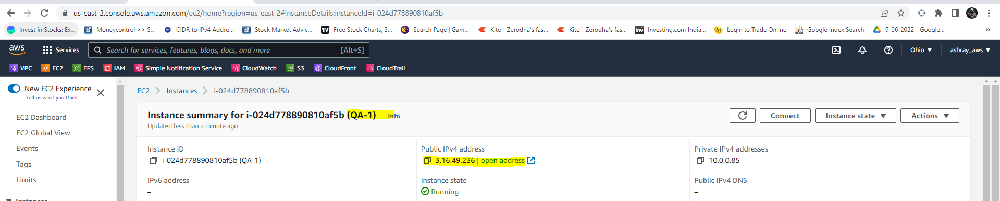 us-east-2.console.aws.amazon.com/ec2/home?region=us-east-2#InstanceDetails:instanceId=i-024d778890810af5b
Invest in Stocks: Ex... Moneycontrol >> S... CIDR to IPv4 Addre... Stock Market Advic... Free Stock Charts, S... Search Page | Gam... Kite - Zerodha's fas... Kite - Zerodha's fas... Investing.com India... Login to Trade Online Google Index Search 9-06-2022 - Google... »
aws Services Search for services, features, blogs, docs, and more [Alt+S] Ohio ▼ ashray_aws ▼
VPC EC2 EFS IAM Simple Notification Service CloudWatch S3 CloudFront CloudTrail
New EC2 Experience
Tell us what you think
EC2 Dashboard
EC2 Global View
Events
Tags
Limits
Instances
EC2 > Instances > i-024d778890810af5b
Instance summary for i-024d778890810af5b (QA-1) Info
Updated less than a minute ago
Connect Instance state ▼ Actions ▼
Instance ID
i-024d778890810af5b (QA-1)
Public IPv4 address
3.16.49.236 | open address
Private IPv4 addresses
10.0.0.85
IPv6 address
–
Instance state
Running
Public IPv4 DNS
–